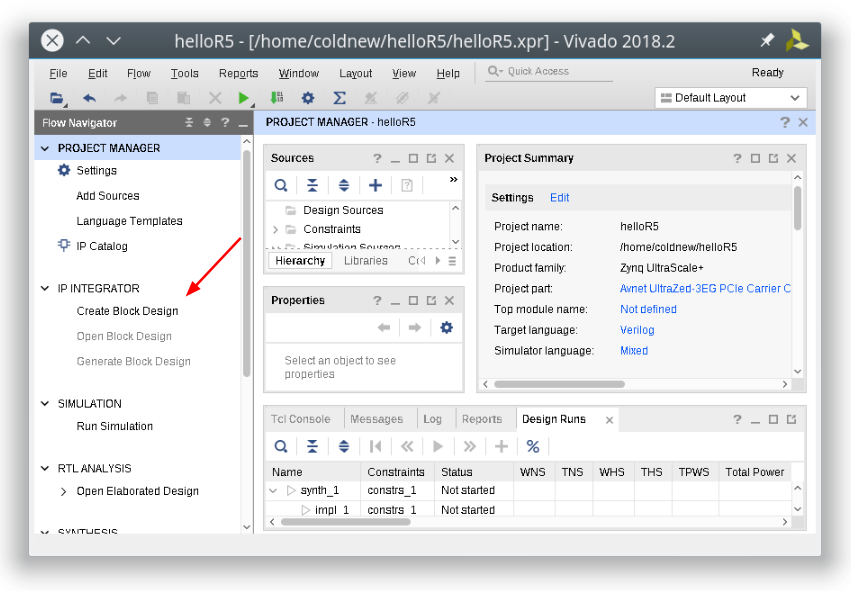 helloR5 - [/home/coldnew/helloR5/helloR5.xpr] - Vivado 2018.2
File Edit Flow Tools Reports Window Layout View Help Quick Access Ready
Default Layout
Flow Navigator
PROJECT MANAGER
Settings
Add Sources
Language Templates
IP Catalog
IP INTEGRATOR
Create Block Design
Open Block Design
Generate Block Design
SIMULATION
Run Simulation
RTL ANALYSIS
Open Elaborated Design
SYNTHESIS
PROJECT MANAGER - helloR5
Sources
Design Sources
Constraints
Simulation Sources
Hierarchy Libraries
Properties
Select an object to see
properties
Project Summary
Settings Edit
Project name: helloR5
Project location: /home/coldnew/helloR5
Product family: Zynq UltraScale+
Project part: Avnet UltraZed-3EG PCIe Carrier C
Top module name: Not defined
Target language: Verilog
Simulator language: Mixed
Tcl Console Messages Log Reports Design Runs
Name Constraints Status WNS TNS WHS THS TPWS Total Power
synth_1 constrs_1 Not started
impl_1 constrs_1 Not started